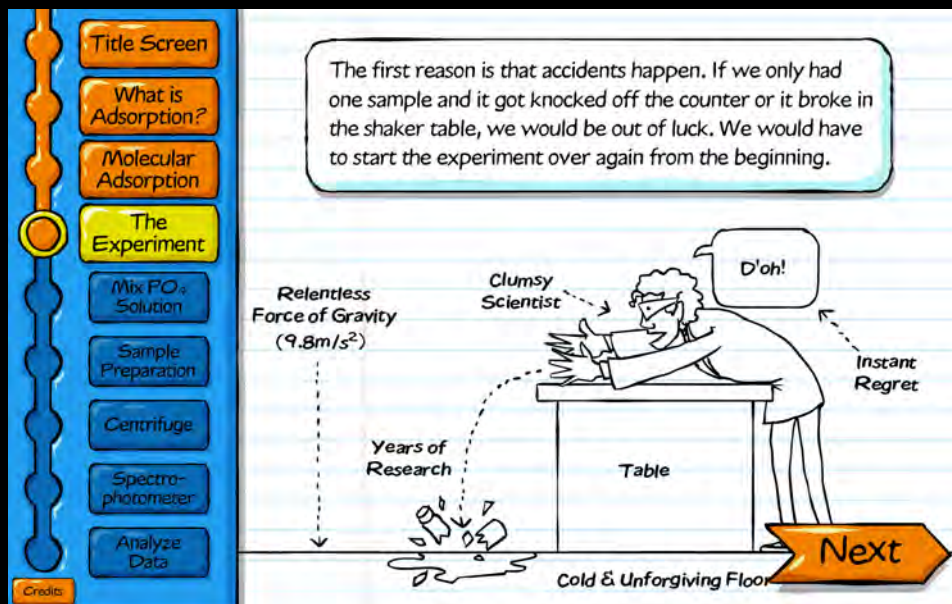 Title Screen
What is
Adsorption?
Molecular
Adsorption
The
Experiment
Mix PO₄
Solution
Sample
Preparation
Centrifuge
Spectro-
photometer
Analyze
Data
Credits
The first reason is that accidents happen. If we only had
one sample and it got knocked off the counter or it broke in
the shaker table, we would be out of luck. We would have
to start the experiment over again from the beginning.
D'oh!
Clumsy
Scientist
Relentless
Force of Gravity
(9.8m/s²)
Instant
Regret
Years of
Research
Table
Cold & Unforgiving Floor
Next